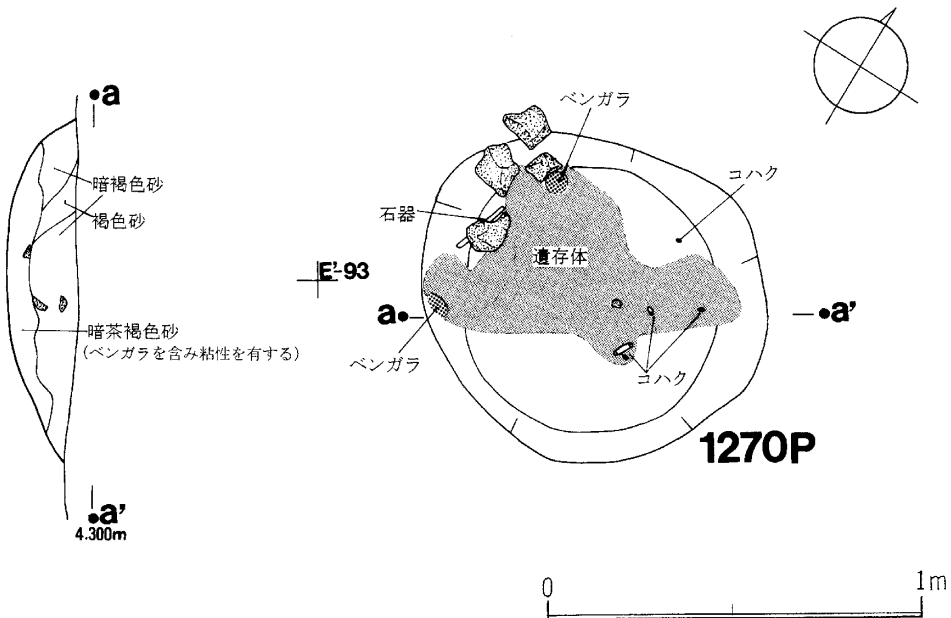 a
暗褐色砂
褐色砂
暗茶褐色砂
(ベンガラを含み粘性を有する)
a'
4.300m
E'-93
ベンガラ
コハク
石器
遺存体
a
a'
ベンガラ
コハク
1270P
0
1m